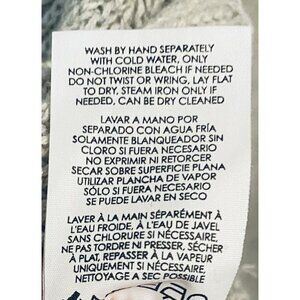 WASH BY HAND SEPARATELY
WITH COLD WATER, ONLY
NON-CHLORINE BLEACH IF NEEDED
DO NOT TWIST OR WRING, LAY FLAT
TO DRY, STEAM IRON ONLY IF
NEEDED, CAN BE DRY CLEANED
LAVAR A MANO POR
SEPARADO CON AGUA FRÍA
SOLAMENTE BLANQUEADOR SIN
CLORO SI FUERA NECESARIO
NO EXPRIMIR NI RETORCER
SECAR SOBRE SUPERFICIE PLANA
UTILIZAR PLANCHA DE VAPOR
SÓLO SI FUERA NECESARIO
SE PUEDE LAVAR EN SECO
LAVER À LA MAIN SÉPARÉMENT À
L'EAU FROIDE, À L'EAU DE JAVEL
SANS CHLORURE SI NÉCESSAIRE,
NE PAS TORDRE NI PRESSER, SÉCHER
À PLAT, REPASSER À LA VAPEUR
UNIQUEMENT SI NÉCESSAIRE,
NETTOYAGE A SEC POSSIBLE